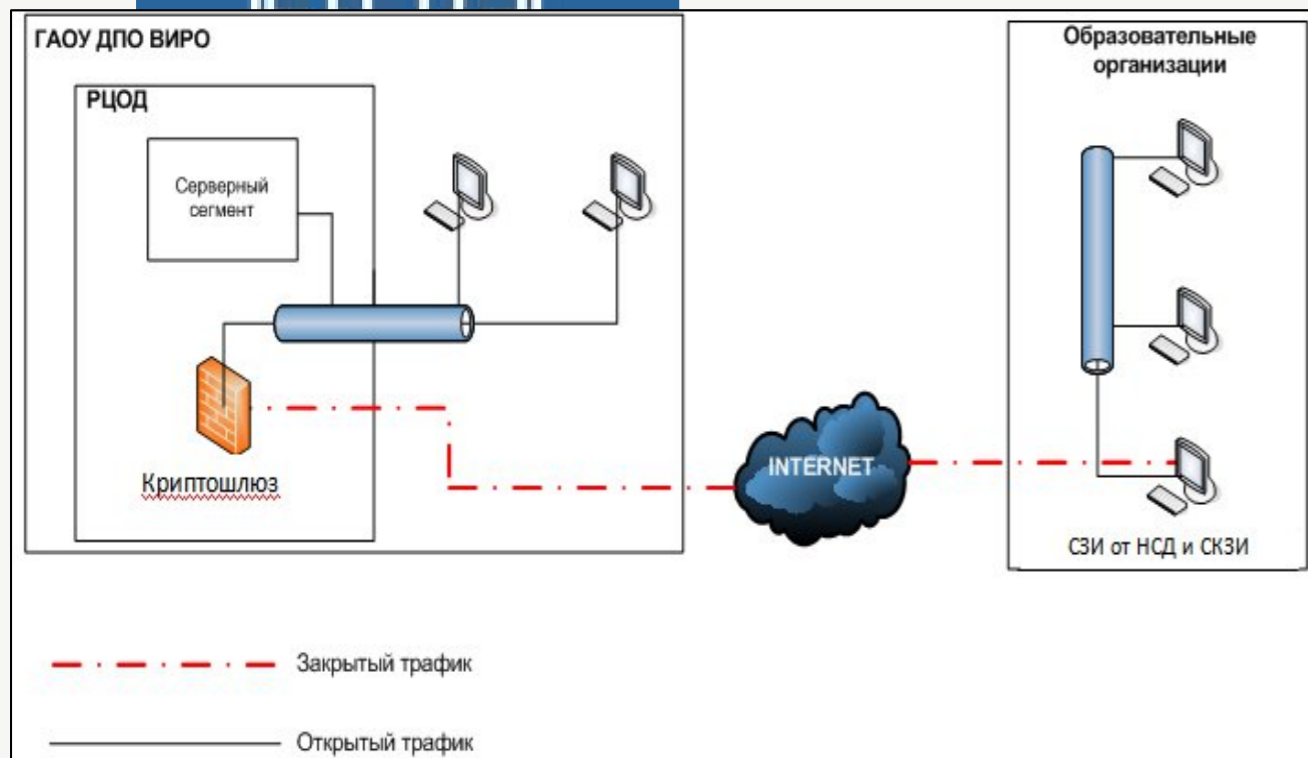 ГАОУ ДПО ВИРО
РЦОД
Серверный
сегмент
Криптошлюз
INTERNET
Образовательные
организации
СЗИ от НСД и СКЗИ
Закрытый трафик
Открытый трафик